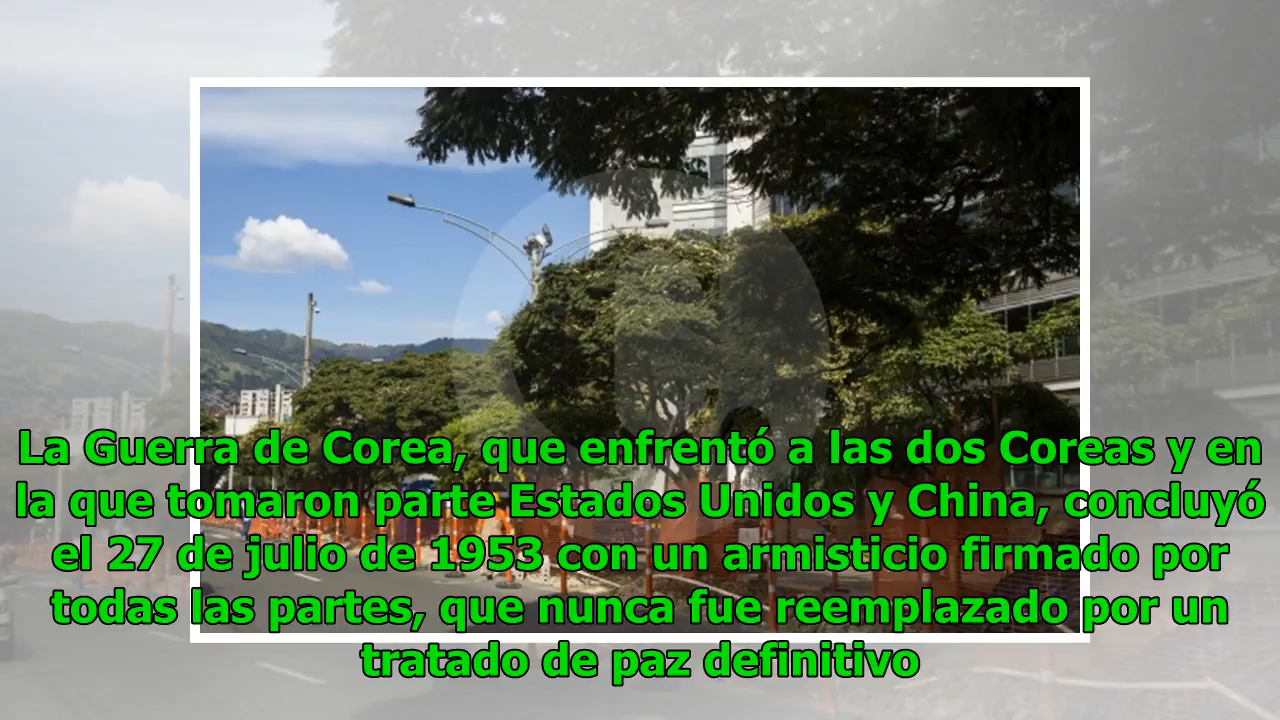 La Guerra de Corea, que enfrentó a las dos Coreas y en
la que tomaron parte Estados Unidos y China, concluyó
el 27 de julio de 1953 con un armisticio firmado por
todas las partes, que nunca fue reemplazado por un
tratado de paz definitivo